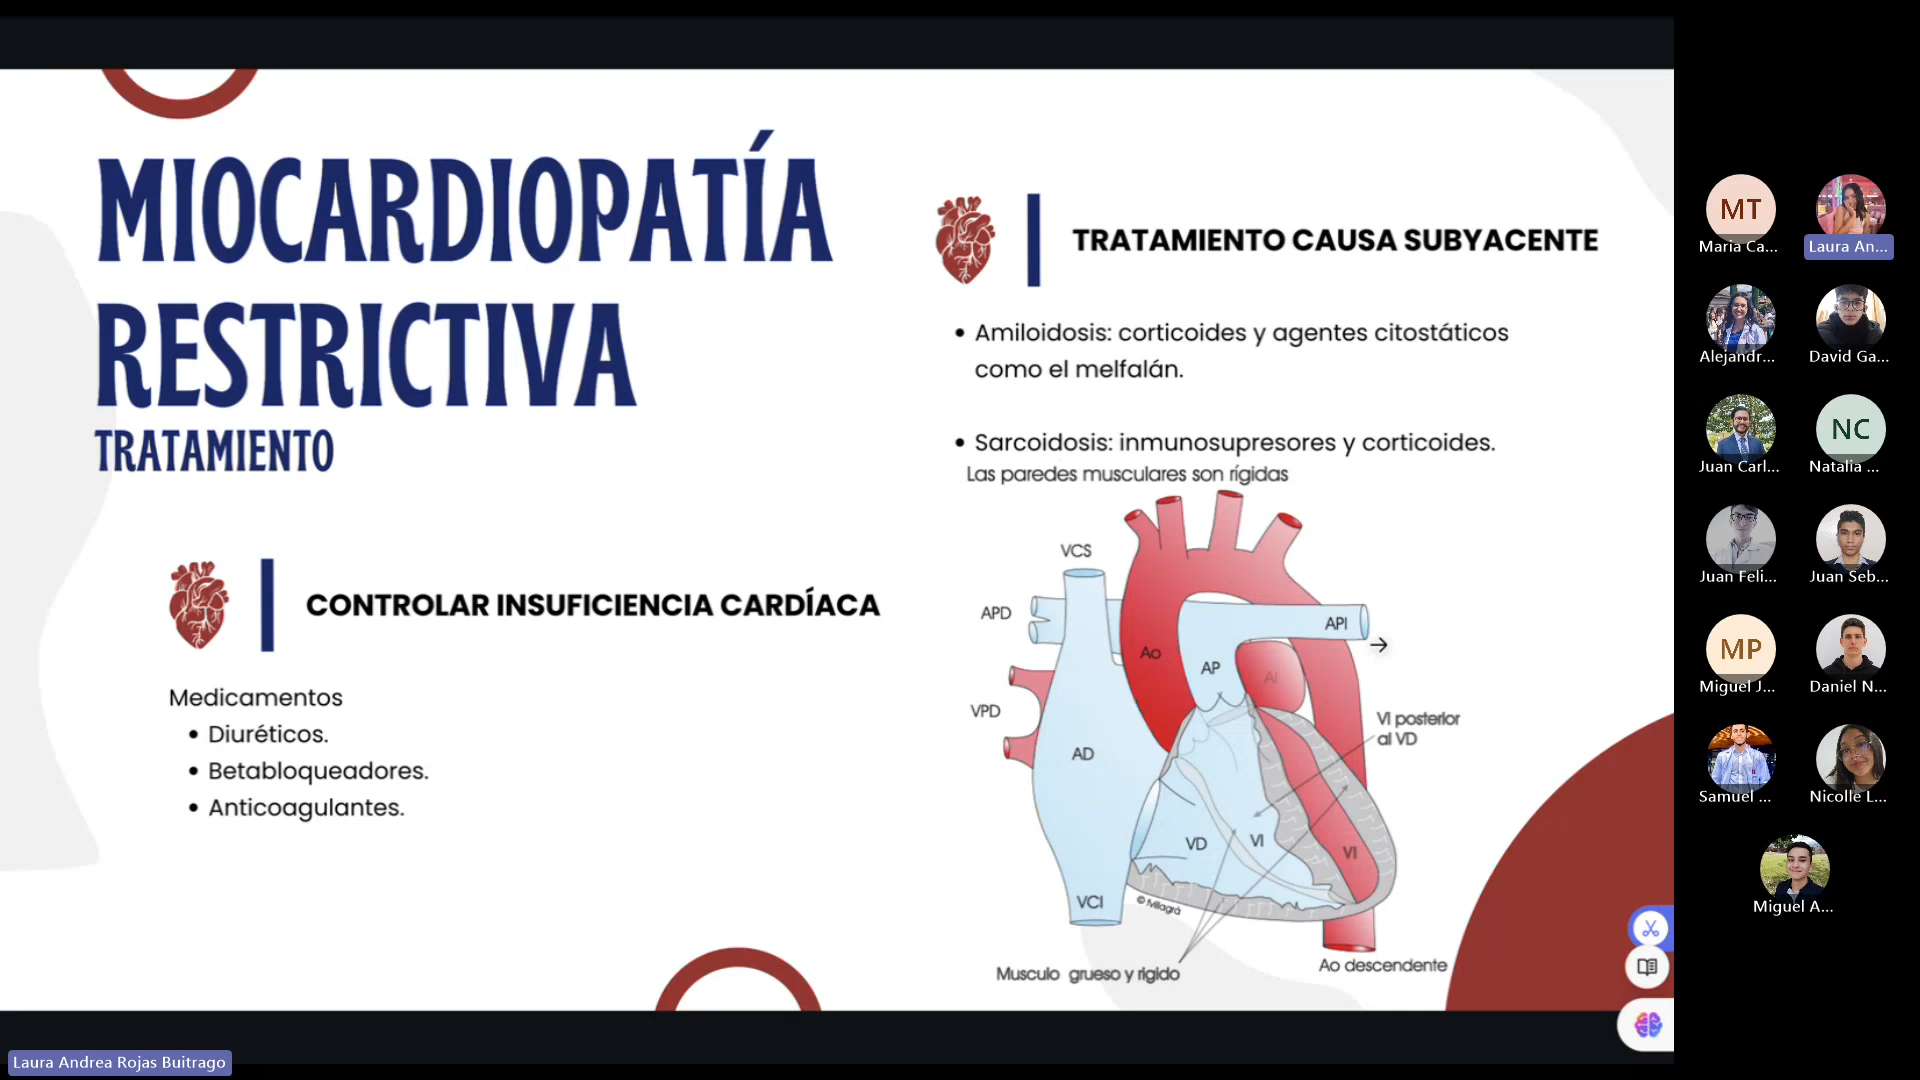 MIOCARDIOPATÍA
RESTRICTIVA
TRATAMIENTO
CONTROLAR INSUFICIENCIA CARDÍACA
Medicamentos
• Diuréticos.
• Betabloqueadores.
• Anticoagulantes.
TRATAMIENTO CAUSA SUBYACENTE
• Amiloidosis: corticoides y agentes citostáticos
como el melfalán.
• Sarcoidosis: inmunosupresores y corticoides.
Las paredes musculares son rígidas
VCS
APD
API
Ao
AP
AI
VPD
VI posterior
al VD
AD
VD
VI
VI
VCI
© fvilagrá
Musculo grueso y rigido
Ao descendente
MT
Maria Ca...
Laura An...
Alejandr...
David Ga...
Juan Carl...
NC
Natalia ...
Juan Feli...
Juan Seb...
MP
Miguel J...
Daniel N...
Samuel ...
Nicolle L...
Miguel A...
Laura Andrea Rojas Buitrago